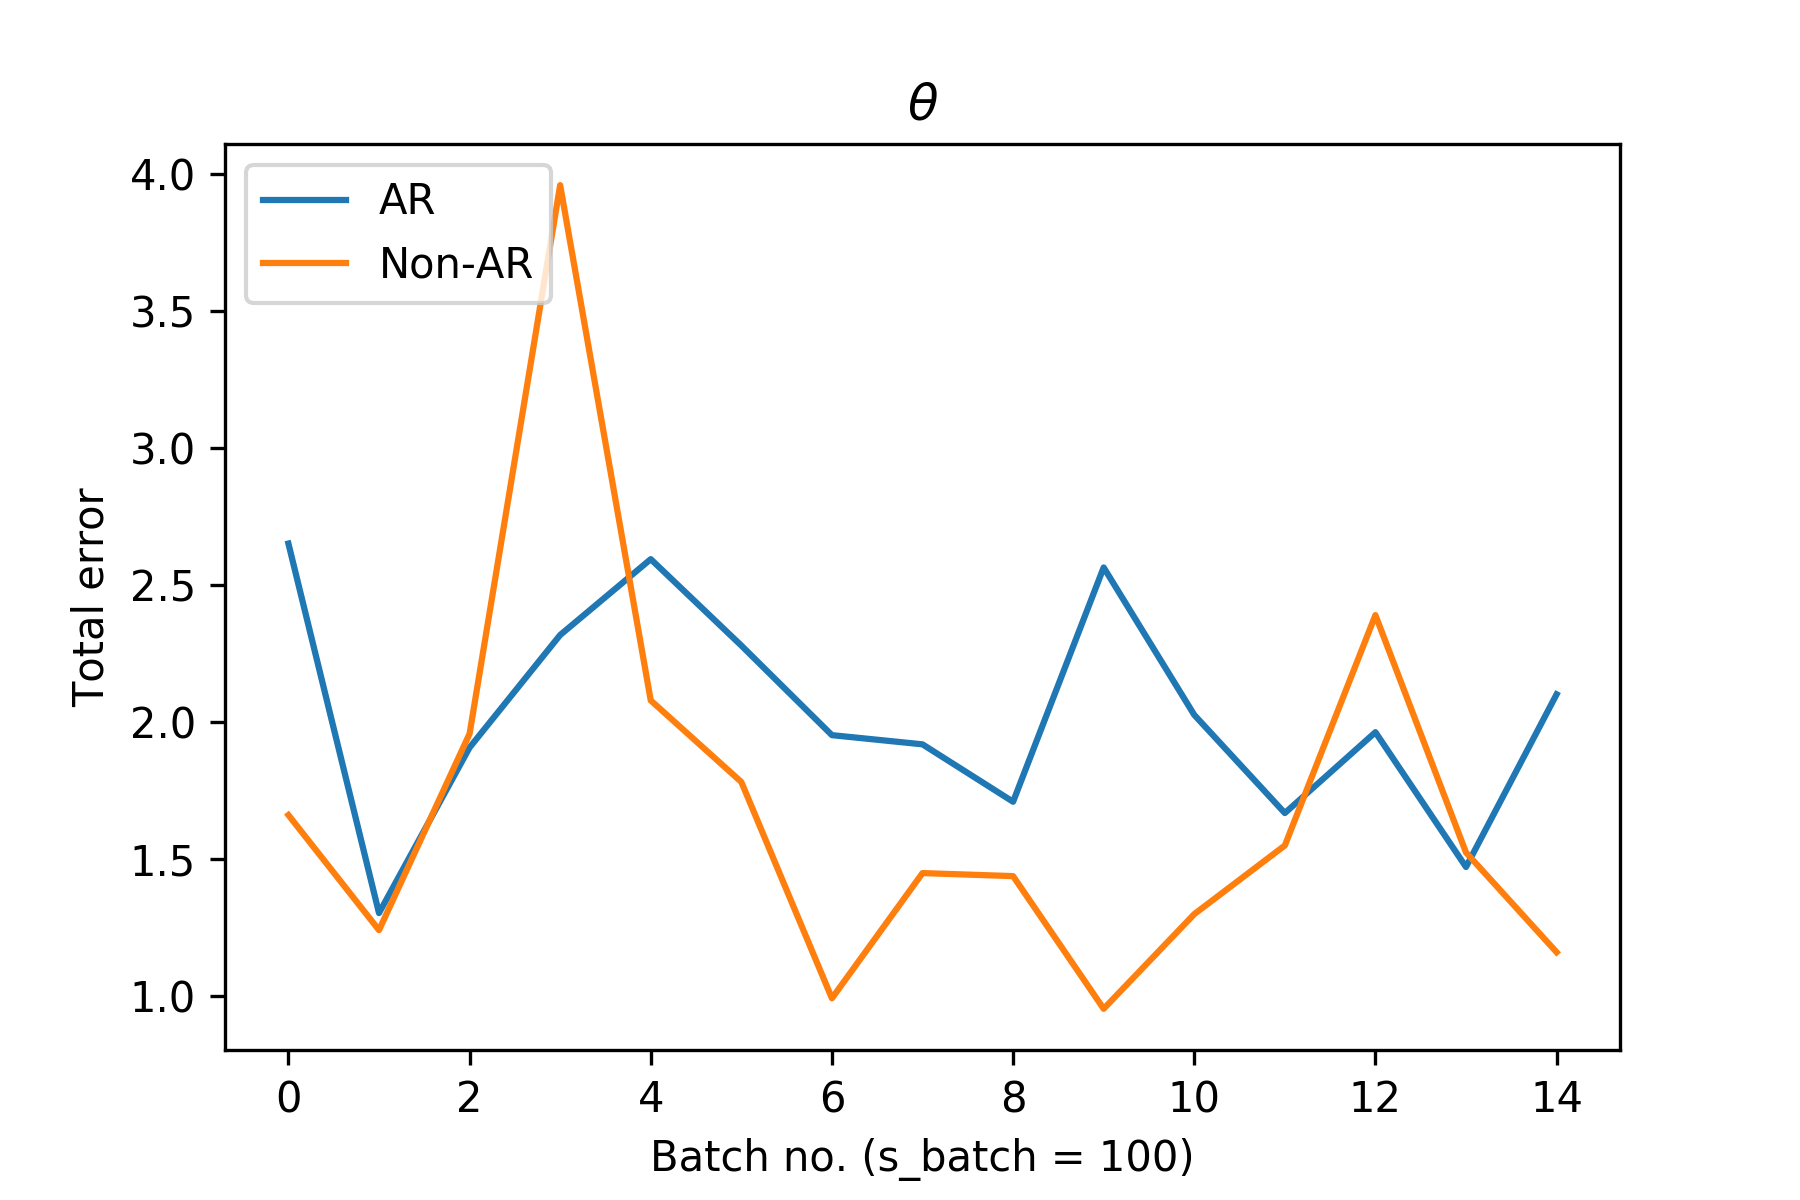 θ
AR
Non-AR
4.0
3.5
3.0
2.5
2.0
1.5
1.0
Total error
0 2 4 6 8 10 12 14
Batch no. (s_batch = 100)